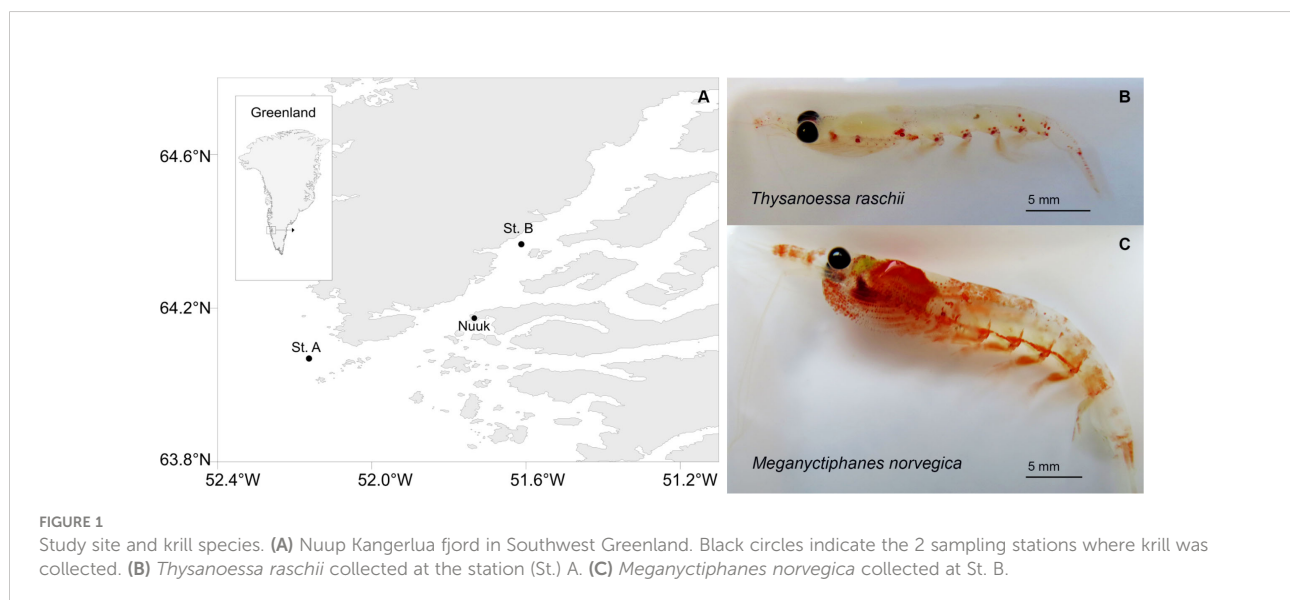 A
Greenland
64.6°N
64.2°N
63.8°N
St. B
Nuuk
St. A
52.4°W 52.0°W 51.6°W 51.2°W
B
Thysanoessa raschii
5 mm
C
Meganyctiphanes norvegica
5 mm
FIGURE 1
Study site and krill species. (A) Nuup Kangerlua fjord in Southwest Greenland. Black circles indicate the 2 sampling stations where krill was
collected. (B) Thysanoessa raschii collected at the station (St.) A. (C) Meganyctiphanes norvegica collected at St. B.